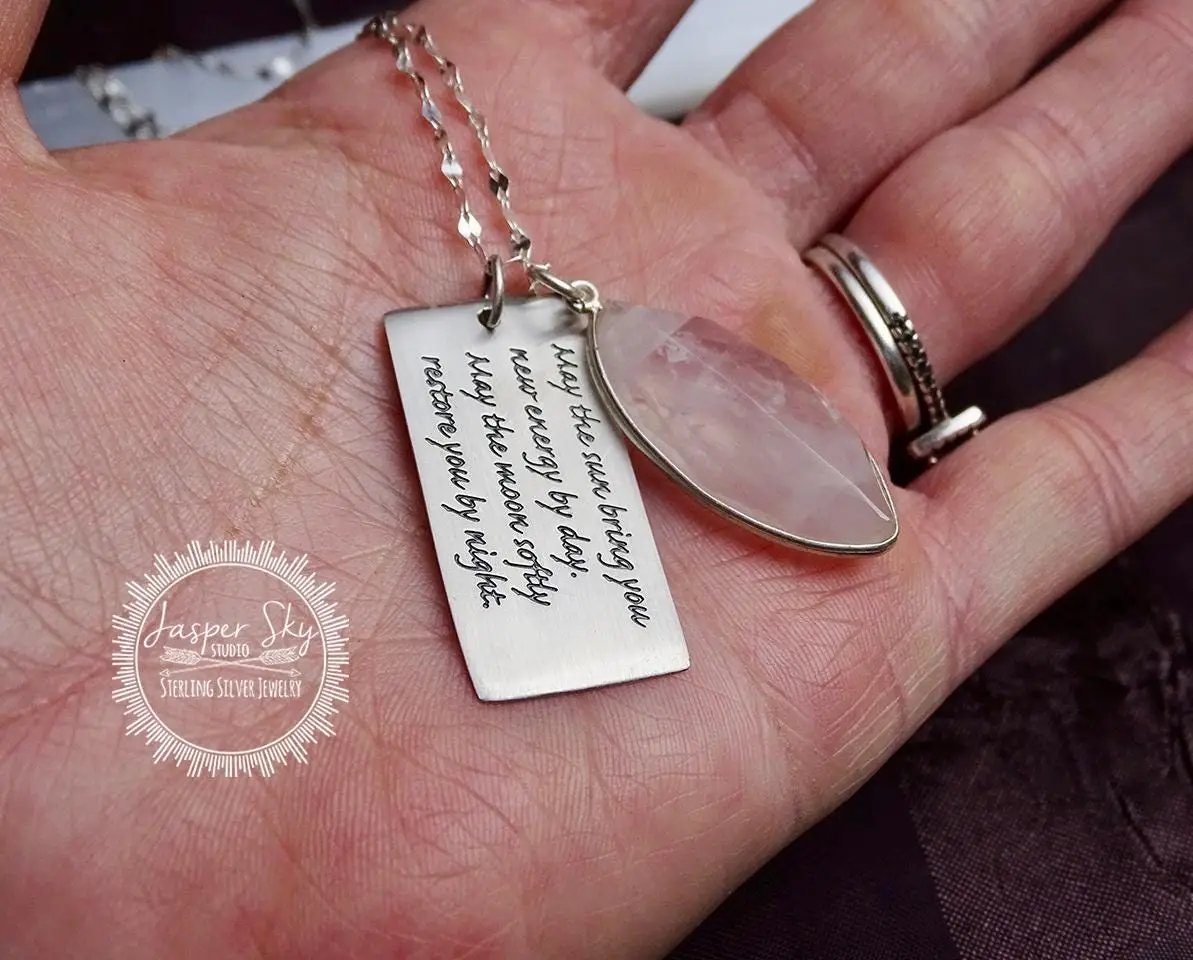 May the sun bring you
new energy by day.
May the moon softly
restore you by night.
Jasper Sky
STUDIO
STERLING SILVER JEWELRY